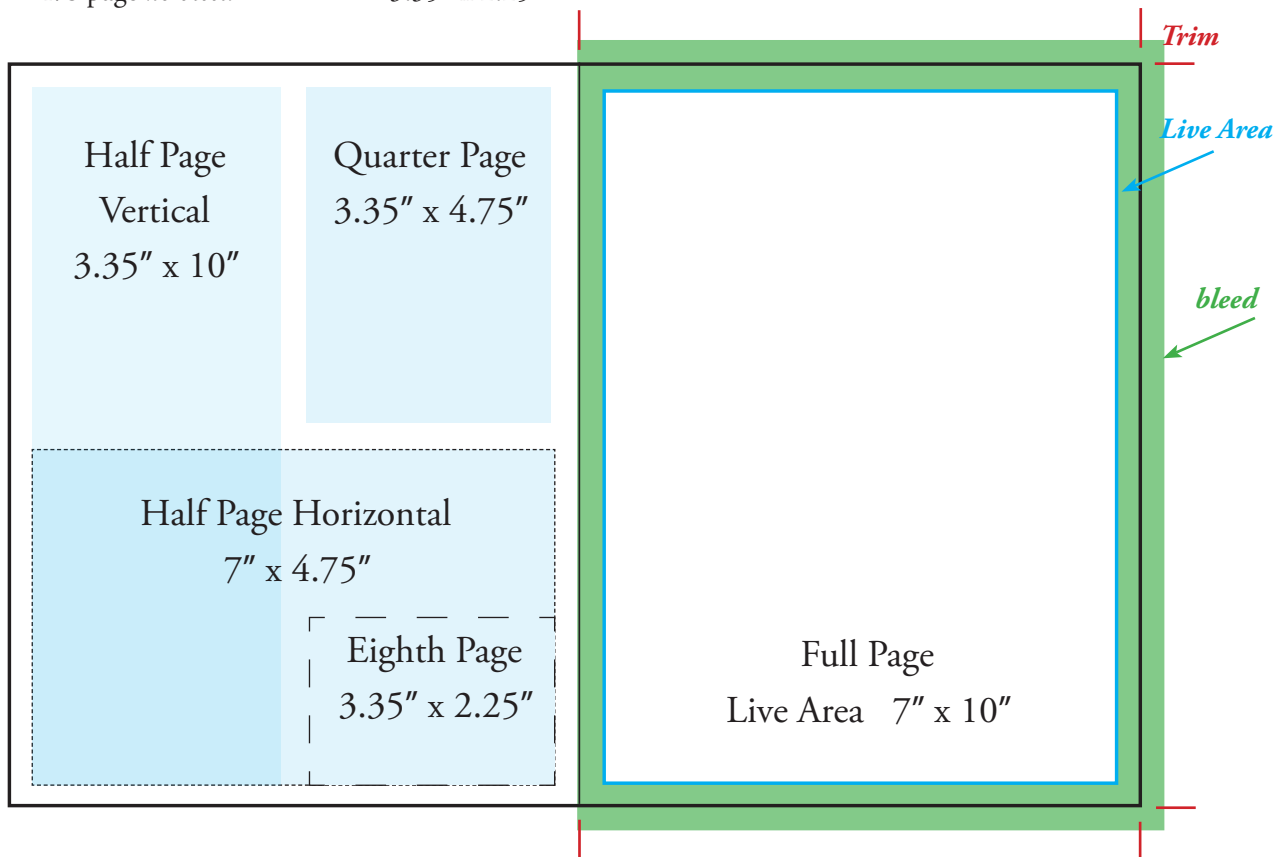 Trim
Live Area
bleed
Half Page
Vertical
3.35″ x 10″
Quarter Page
3.35″ x 4.75″
Half Page Horizontal
7″ x 4.75″
Eighth Page
3.35″ x 2.25″
Full Page
Live Area 7″ x 10″